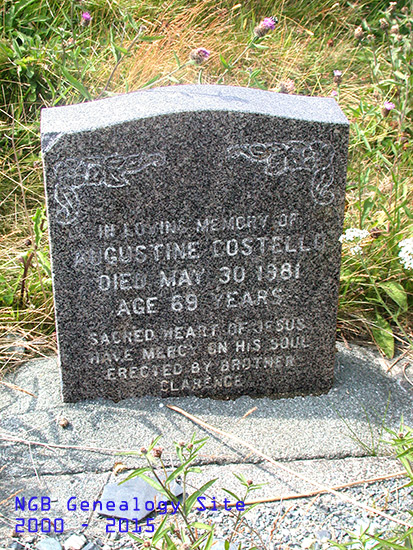 IN LOVING MEMORY OF
AUGUSTINE COSTELLO
DIED MAY 30 1981
AGE 69 YEARS
SACRED HEART OF JESUS
HAVE MERCY ON HIS SOUL
ERECTED BY BROTHER
CLARENCE
NGB Genealogy Site
2000 - 2015